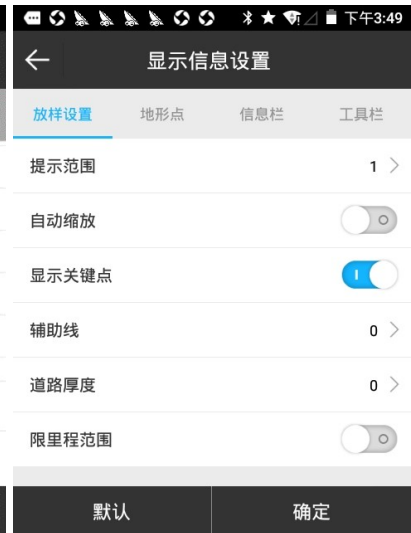 下午3:49
显示信息设置
放样设置 地形点 信息栏 工具栏
提示范围 1
自动缩放
显示关键点
辅助线 0
道路厚度 0
限里程范围
默认 确定